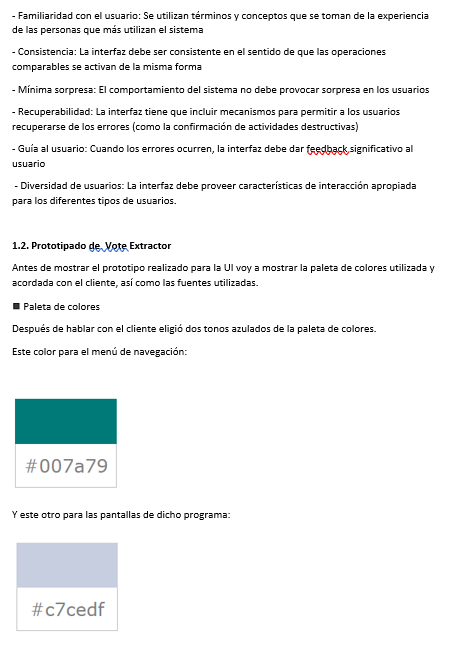 - Familiaridad con el usuario: Se utilizan términos y conceptos que se toman de la experiencia
de las personas que más utilizan el sistema
- Consistencia: La interfaz debe ser consistente en el sentido de que las operaciones
comparables se activan de la misma forma
- Mínima sorpresa: El comportamiento del sistema no debe provocar sorpresa en los usuarios
- Recuperabilidad: La interfaz tiene que incluir mecanismos para permitir a los usuarios
recuperarse de los errores (como la confirmación de actividades destructivas)
- Guía al usuario: Cuando los errores ocurren, la interfaz debe dar feedback significativo al
usuario
- Diversidad de usuarios: La interfaz debe proveer características de interacción apropiada
para los diferentes tipos de usuarios.
1.2. Prototipado de Vote Extractor
Antes de mostrar el prototipo realizado para la UI voy a mostrar la paleta de colores utilizada y
acordada con el cliente, así como las fuentes utilizadas.
■ Paleta de colores
Después de hablar con el cliente eligió dos tonos azulados de la paleta de colores.
Este color para el menú de navegación:
#007a79
Y este otro para las pantallas de dicho programa:
#c7cedf